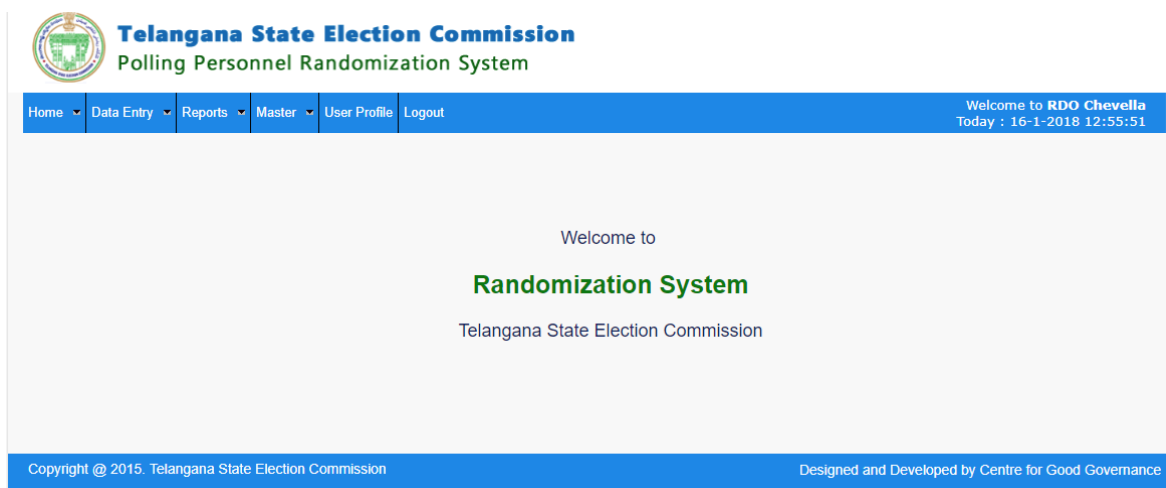 Telangana State Election Commission
Polling Personnel Randomization System
Home Data Entry Reports Master User Profile Logout
Welcome to RDO Chevella
Today : 16-1-2018 12:55:51
Welcome to
Randomization System
Telangana State Election Commission
Copyright @ 2015. Telangana State Election Commission
Designed and Developed by Centre for Good Governance